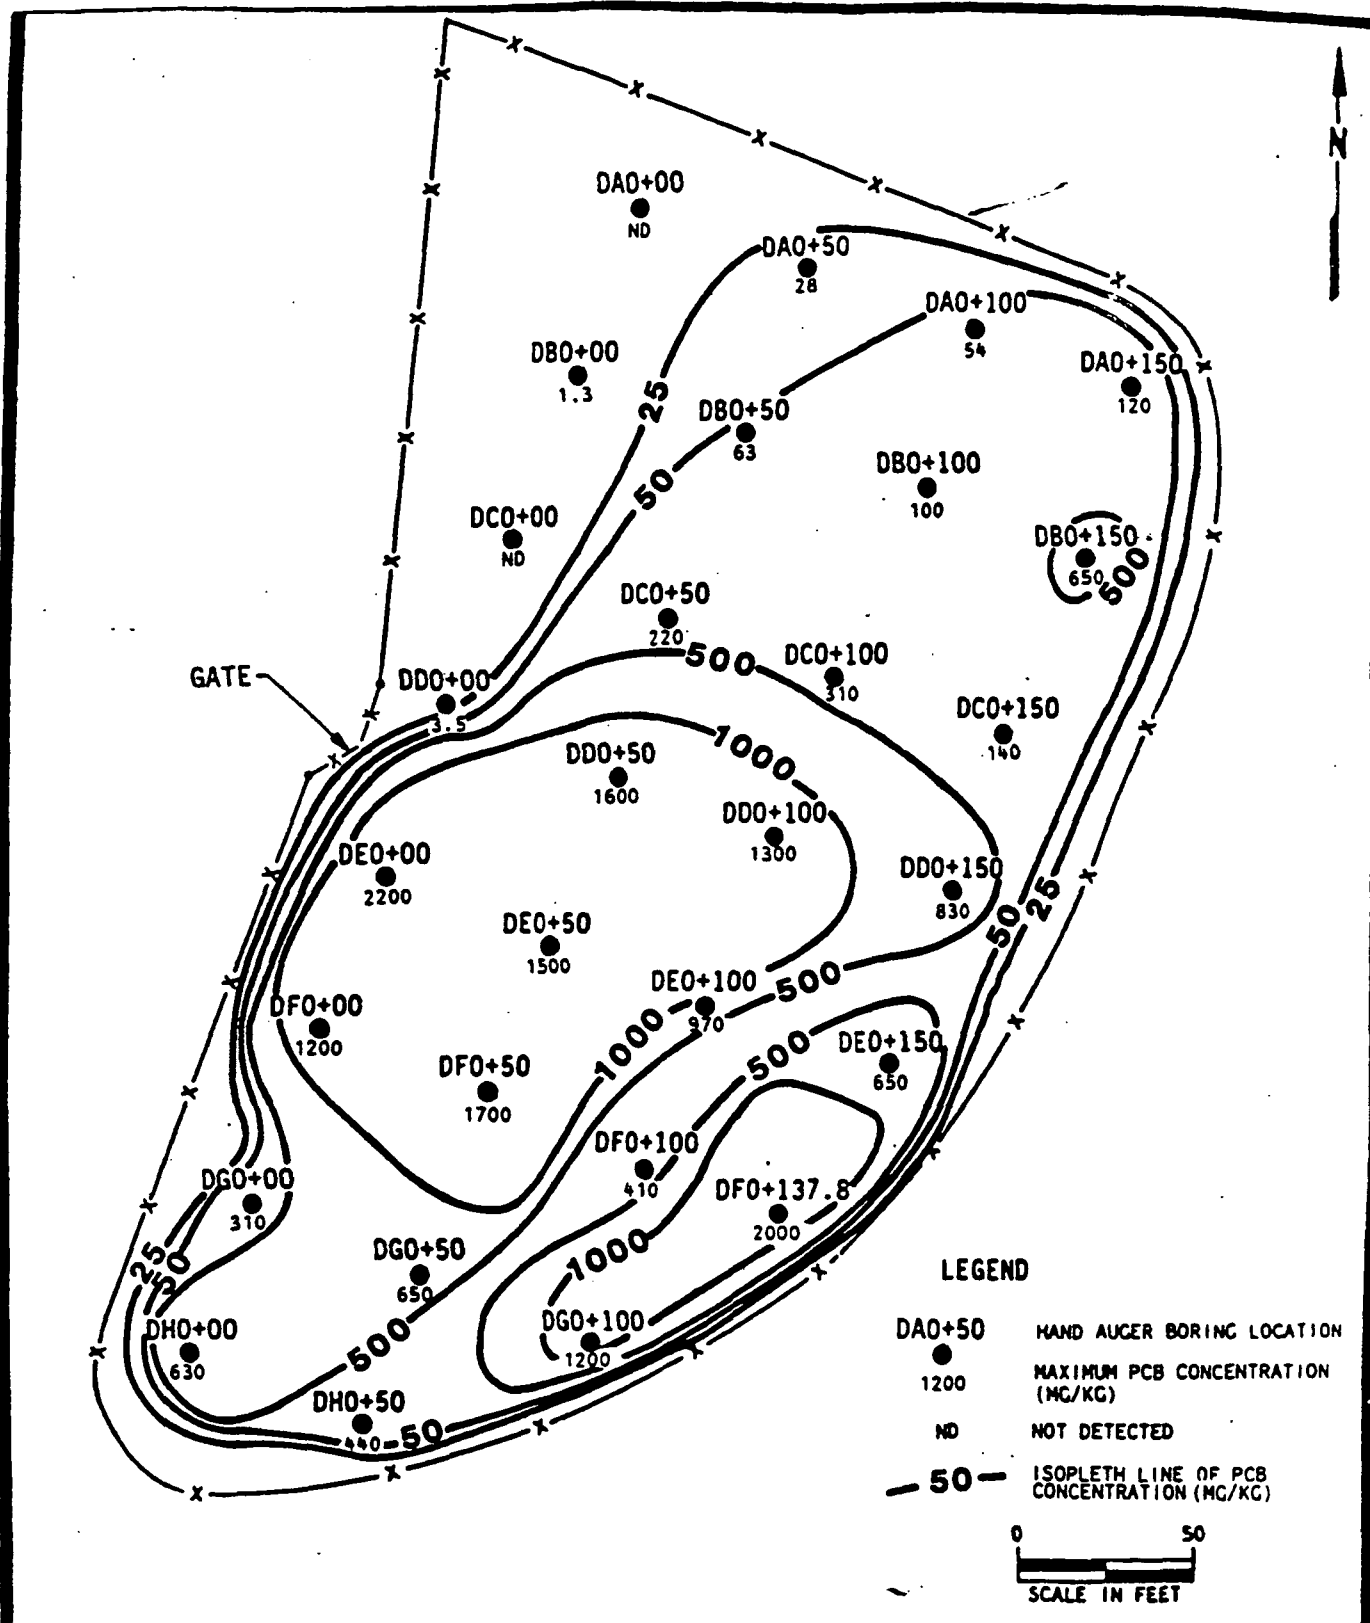 N
DA0+00
ND
DA0+50
28
DA0+100
54
DA0+150
120
DB0+00
1.3
25
DB0+50
63
50
DB0+100
100
DB0+150
650
500
DC0+00
ND
DC0+50
220
500
DC0+100
310
DC0+150
140
GATE
DD0+00
3.5
DD0+50
1600
1000
DD0+100
1300
DD0+150
830
50
25
DE0+00
2200
DE0+50
1500
DE0+100
970
500
1000
500
DE0+150
650
DF0+00
1200
DF0+50
1700
DF0+100
410
DF0+137.8
2000
DG0+00
310
25
50
DG0+50
650
1000
DG0+100
1200
500
DH0+00
630
DH0+50
440
50
LEGEND
DA0+50 HAND AUGER BORING LOCATION
1200 MAXIMUM PCB CONCENTRATION
(MG/KG)
ND NOT DETECTED
50 ISOPLETH LINE OF PCB
CONCENTRATION (MG/KG)
0 50
SCALE IN FEET